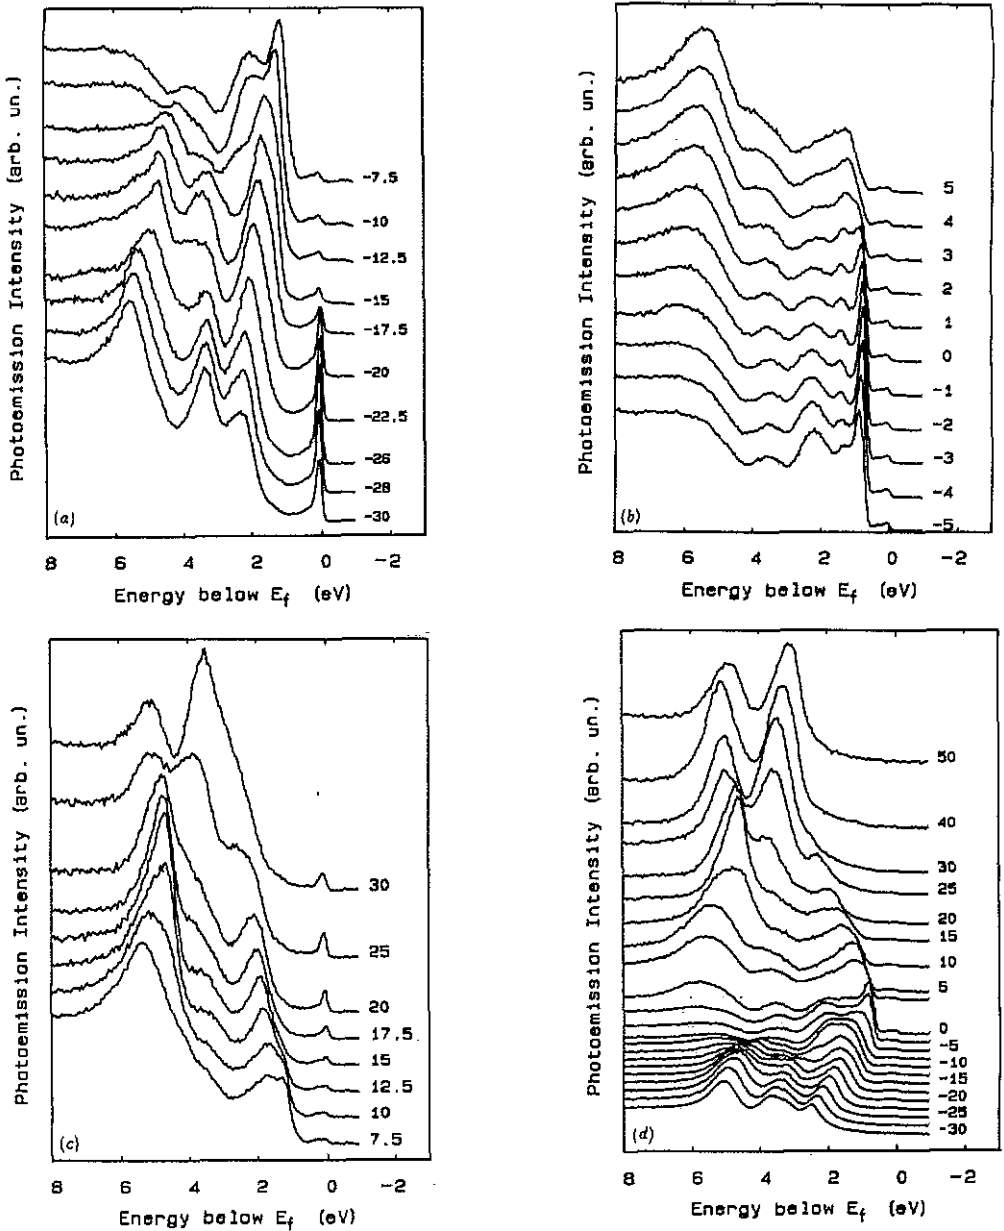 Photoemission Intensity (arb. un.)
-7.5
-10
-12.5
-15
-17.5
-20
-22.5
-26
-28
-30
(a)
8 6 4 2 0 -2
Energy below E_f (eV)
Photoemission Intensity (arb. un.)
5
4
3
2
1
0
-1
-2
-3
-4
-5
(b)
8 6 4 2 0 -2
Energy below E_f (eV)
Photoemission Intensity (arb. un.)
30
25
20
17.5
15
12.5
10
7.5
(c)
8 6 4 2 0 -2
Energy below E_f (eV)
Photoemission Intensity (arb. un.)
50
40
30
25
20
15
10
5
0
-5
-10
-15
-20
-25
-30
(d)
8 6 4 2 0 -2
Energy below E_f (eV)